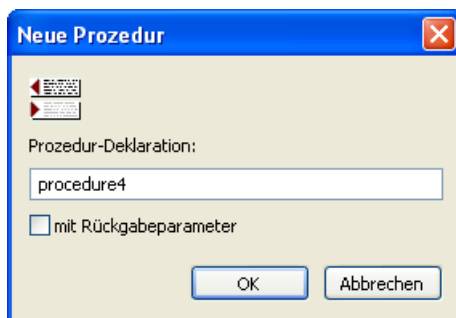 Neue Prozedur
Prozedur-Deklaration:
procedure4
mit Rückgabeparameter
OK Abbrechen